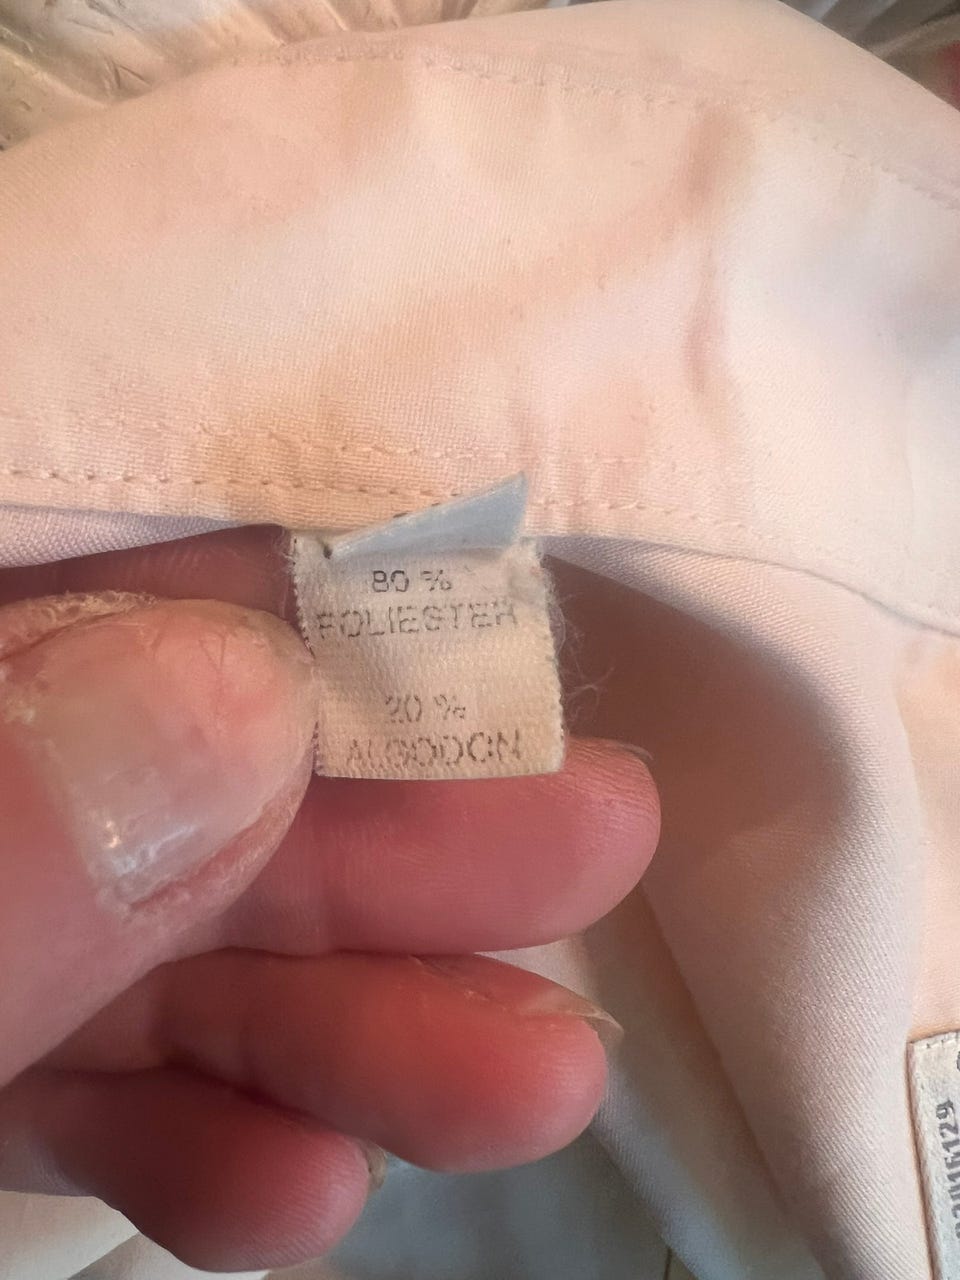 80 %
POLIESTER
20 %
ALGODON